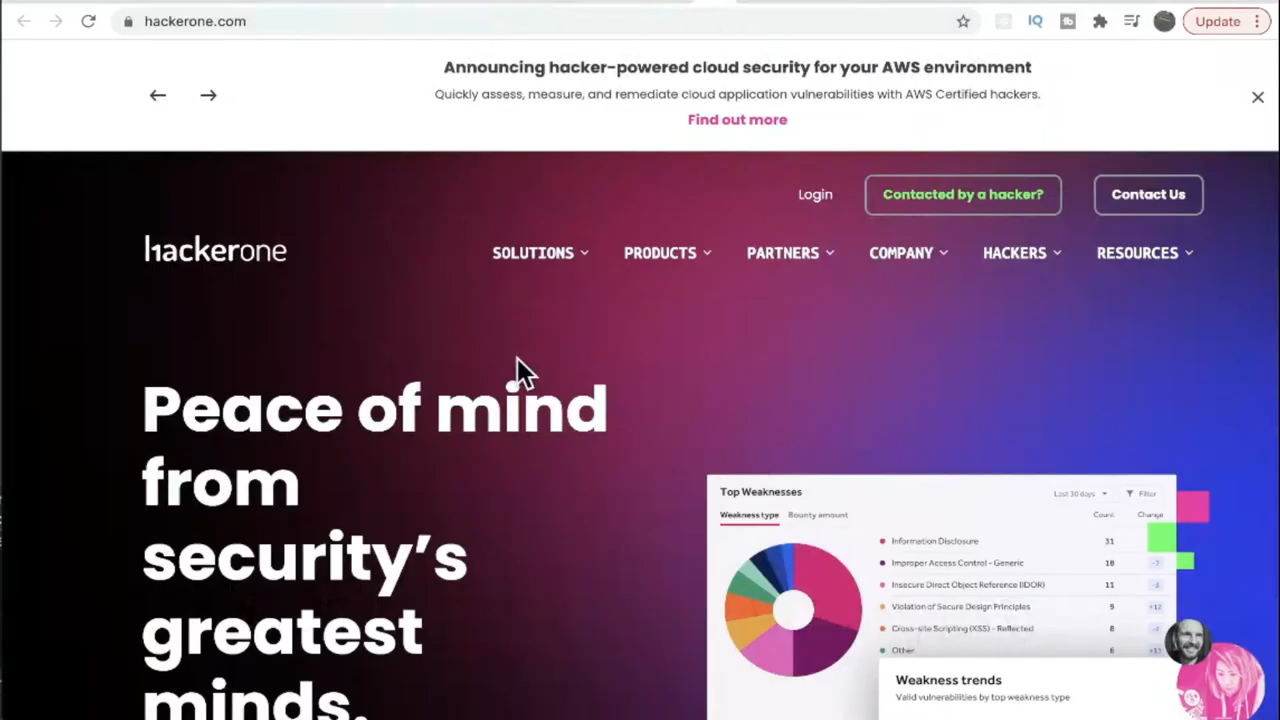 hackerone.com
IQ
Update
Announcing hacker-powered cloud security for your AWS environment
Quickly assess, measure, and remediate cloud application vulnerabilities with AWS Certified hackers.
Find out more
Login
Contacted by a hacker?
Contact Us
hackerone
SOLUTIONS
PRODUCTS
PARTNERS
COMPANY
HACKERS
RESOURCES
Peace of mind
from
security’s
greatest
minds.
Top Weaknesses
Last 30 days
Filter
Weakness type
Bounty amount
Count
Change
Information Disclosure 31
Improper Access Control - Generic 18
Insecure Direct Object Reference (IDOR) 11
Violation of Secure Design Principles 9 +12
Cross-site Scripting (XSS) - Reflected 8
Other 6
Weakness trends
Valid vulnerabilities by top weakness type